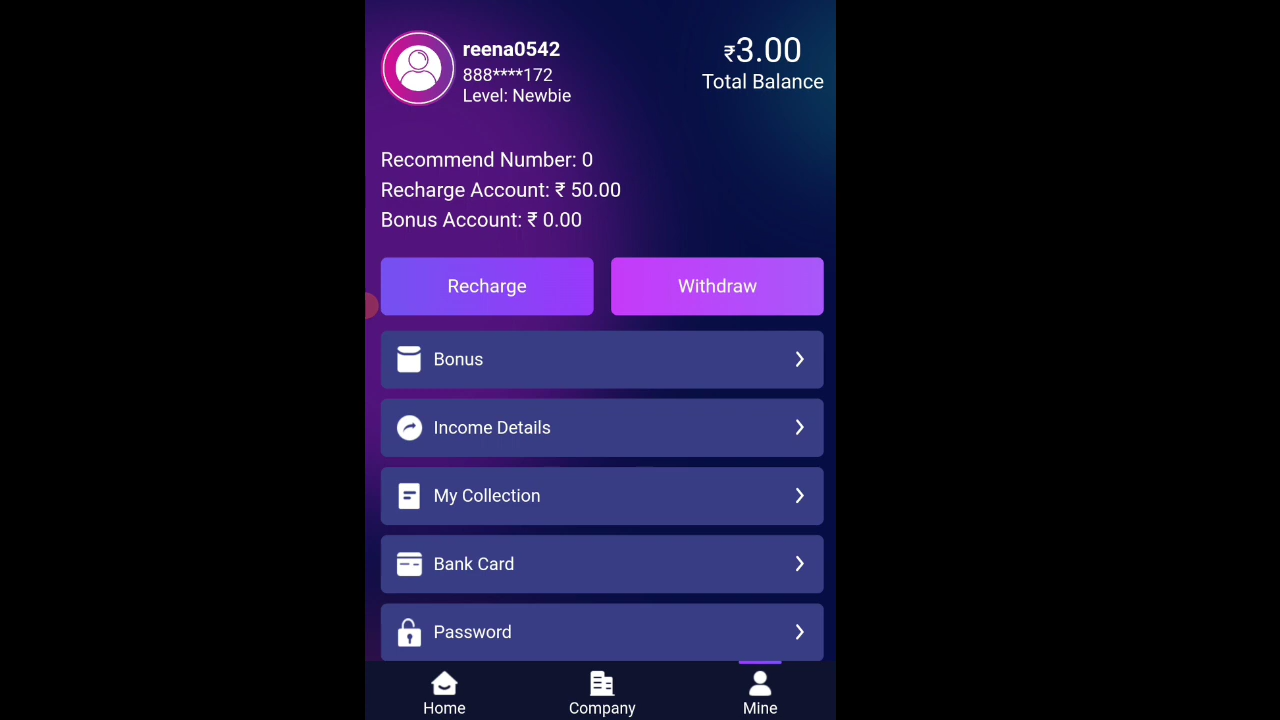 reena0542
888****172
Level: Newbie
₹3.00
Total Balance
Recommend Number: 0
Recharge Account: ₹ 50.00
Bonus Account: ₹ 0.00
Recharge
Withdraw
Bonus
Income Details
My Collection
Bank Card
Password
Home
Company
Mine